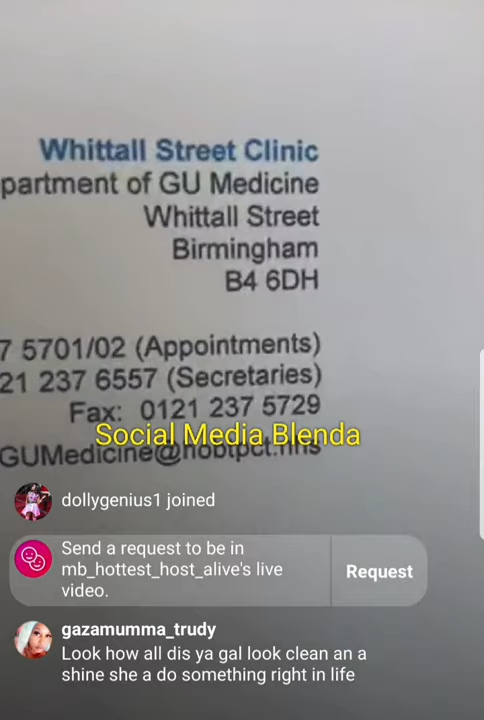 Whittall Street Clinic
partment of GU Medicine
Whittall Street
Birmingham
B4 6DH
7 5701/02 (Appointments)
21 237 6557 (Secretaries)
Fax: 0121 237 5729
Social Media Blenda
GUMedicine@hobtpct.nhs
dollygenius1 joined
Send a request to be in
mb_hottest_host_alive's live
video.
Request
gazamumma_trudy
Look how all dis ya gal look clean an a
shine she a do something right in life